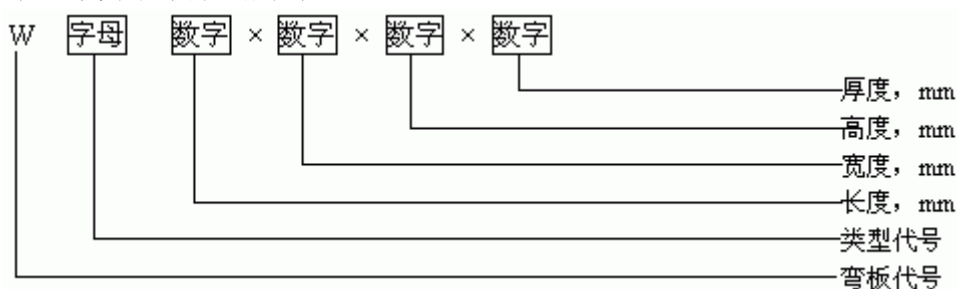 W 字母 数字 × 数字 × 数字 × 数字
厚度，mm
高度，mm
宽度，mm
长度，mm
类型代号
弯板代号